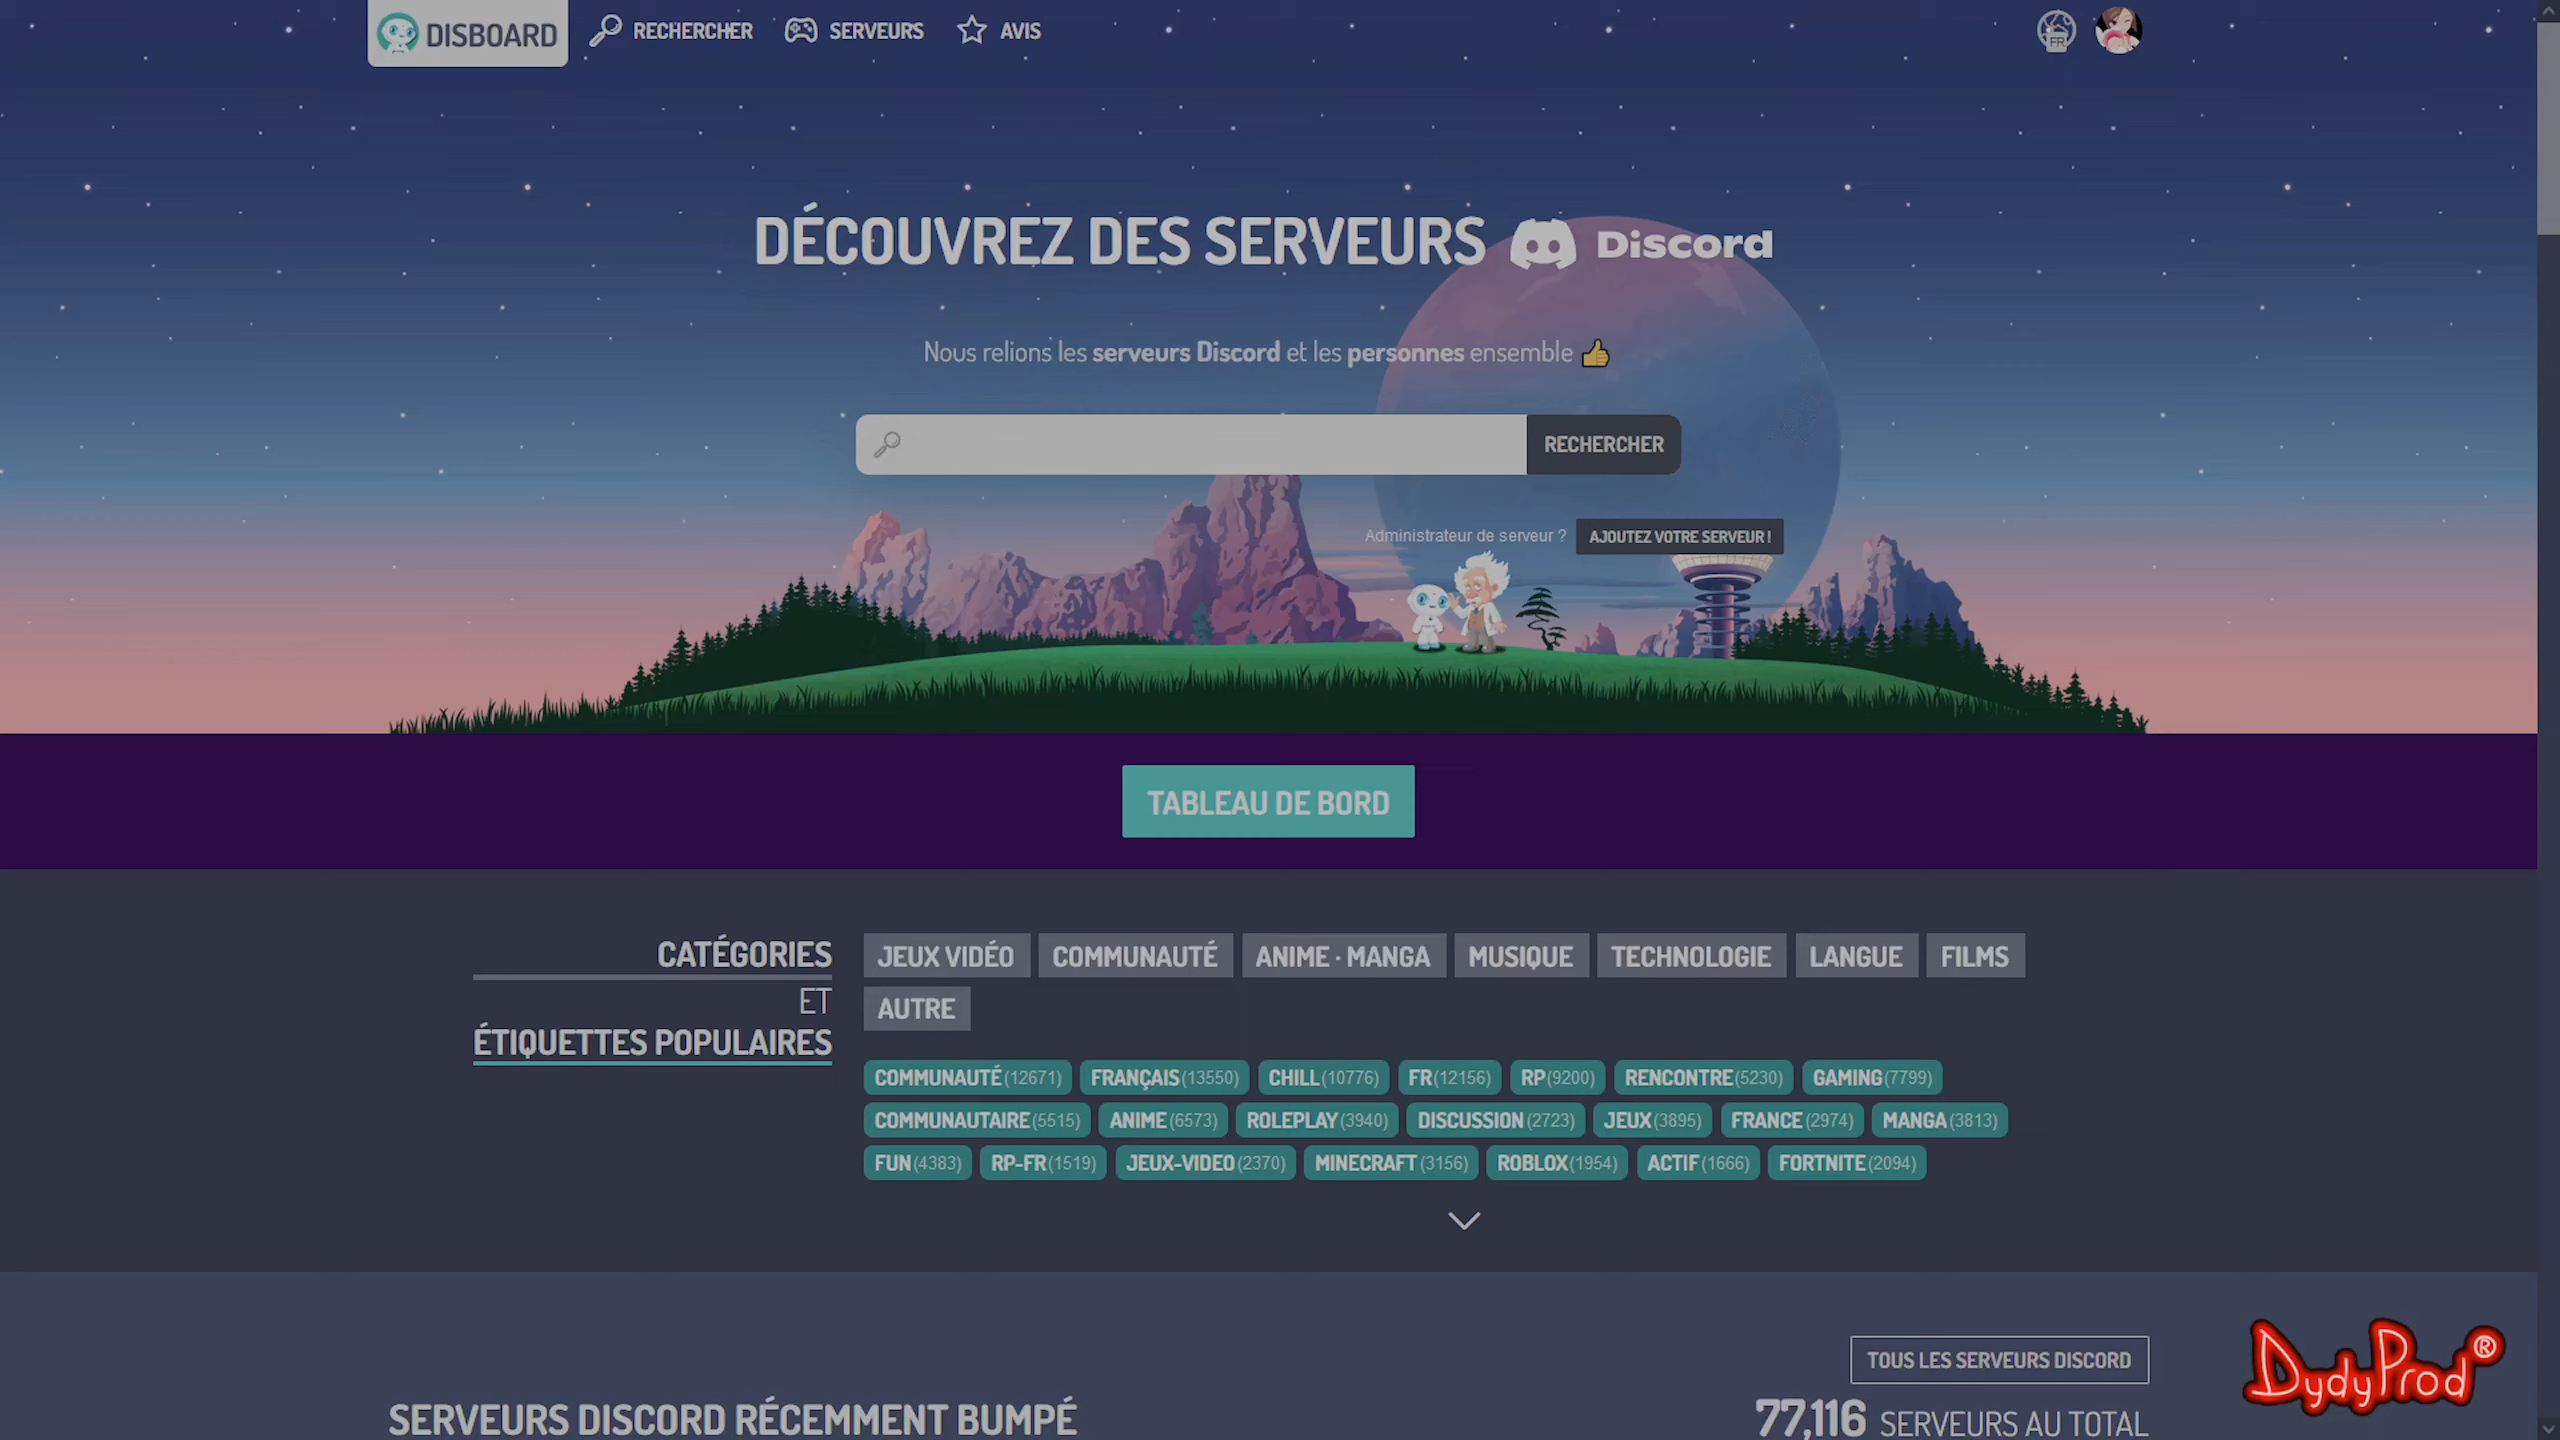 DISBOARD RECHERCHER SERVEURS AVIS FR
DÉCOUVREZ DES SERVEURS Discord
Nous relions les serveurs Discord et les personnes ensemble
RECHERCHER
Administrateur de serveur ? AJOUTEZ VOTRE SERVEUR !
TABLEAU DE BORD
CATÉGORIES
ET
ÉTIQUETTES POPULAIRES
JEUX VIDÉO COMMUNAUTÉ ANIME · MANGA MUSIQUE TECHNOLOGIE LANGUE FILMS
AUTRE
COMMUNAUTÉ(12671) FRANÇAIS(13550) CHILL(10776) FR(12156) RP(9200) RENCONTRE(5230) GAMING(7799)
COMMUNAUTAIRE(5515) ANIME(6573) ROLEPLAY(3940) DISCUSSION(2723) JEUX(3895) FRANCE(2974) MANGA(3813)
FUN(4383) RP-FR(1519) JEUX-VIDEO(2370) MINECRAFT(3156) ROBLOX(1954) ACTIF(1666) FORTNITE(2094)
TOUS LES SERVEURS DISCORD
SERVEURS DISCORD RÉCEMMENT BUMPÉ
77,116 SERVEURS AU TOTAL
DydyProd®